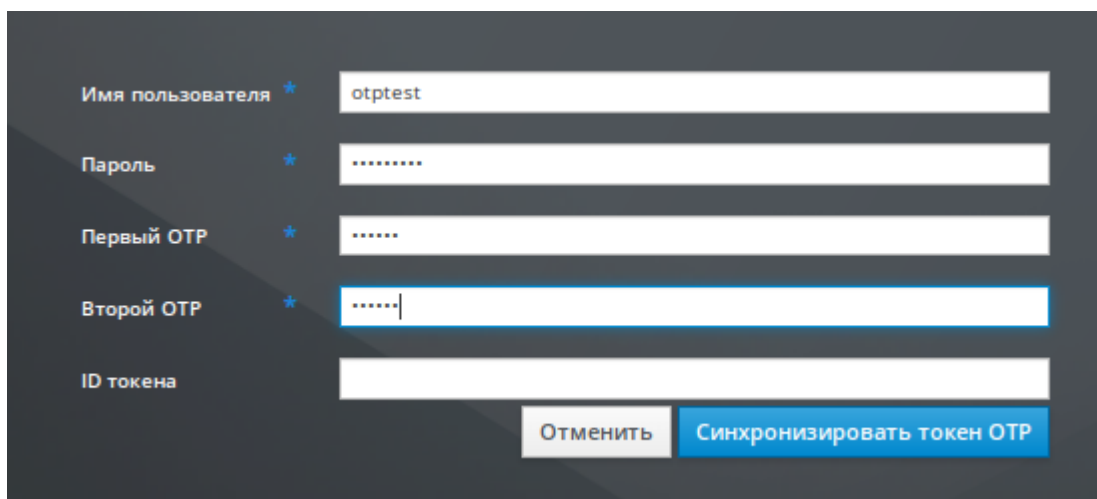 Имя пользователя * otptest
Пароль * •••••••••
Первый OTP * ••••••
Второй OTP * ••••••
ID токена
Отменить Синхронизировать токен OTP